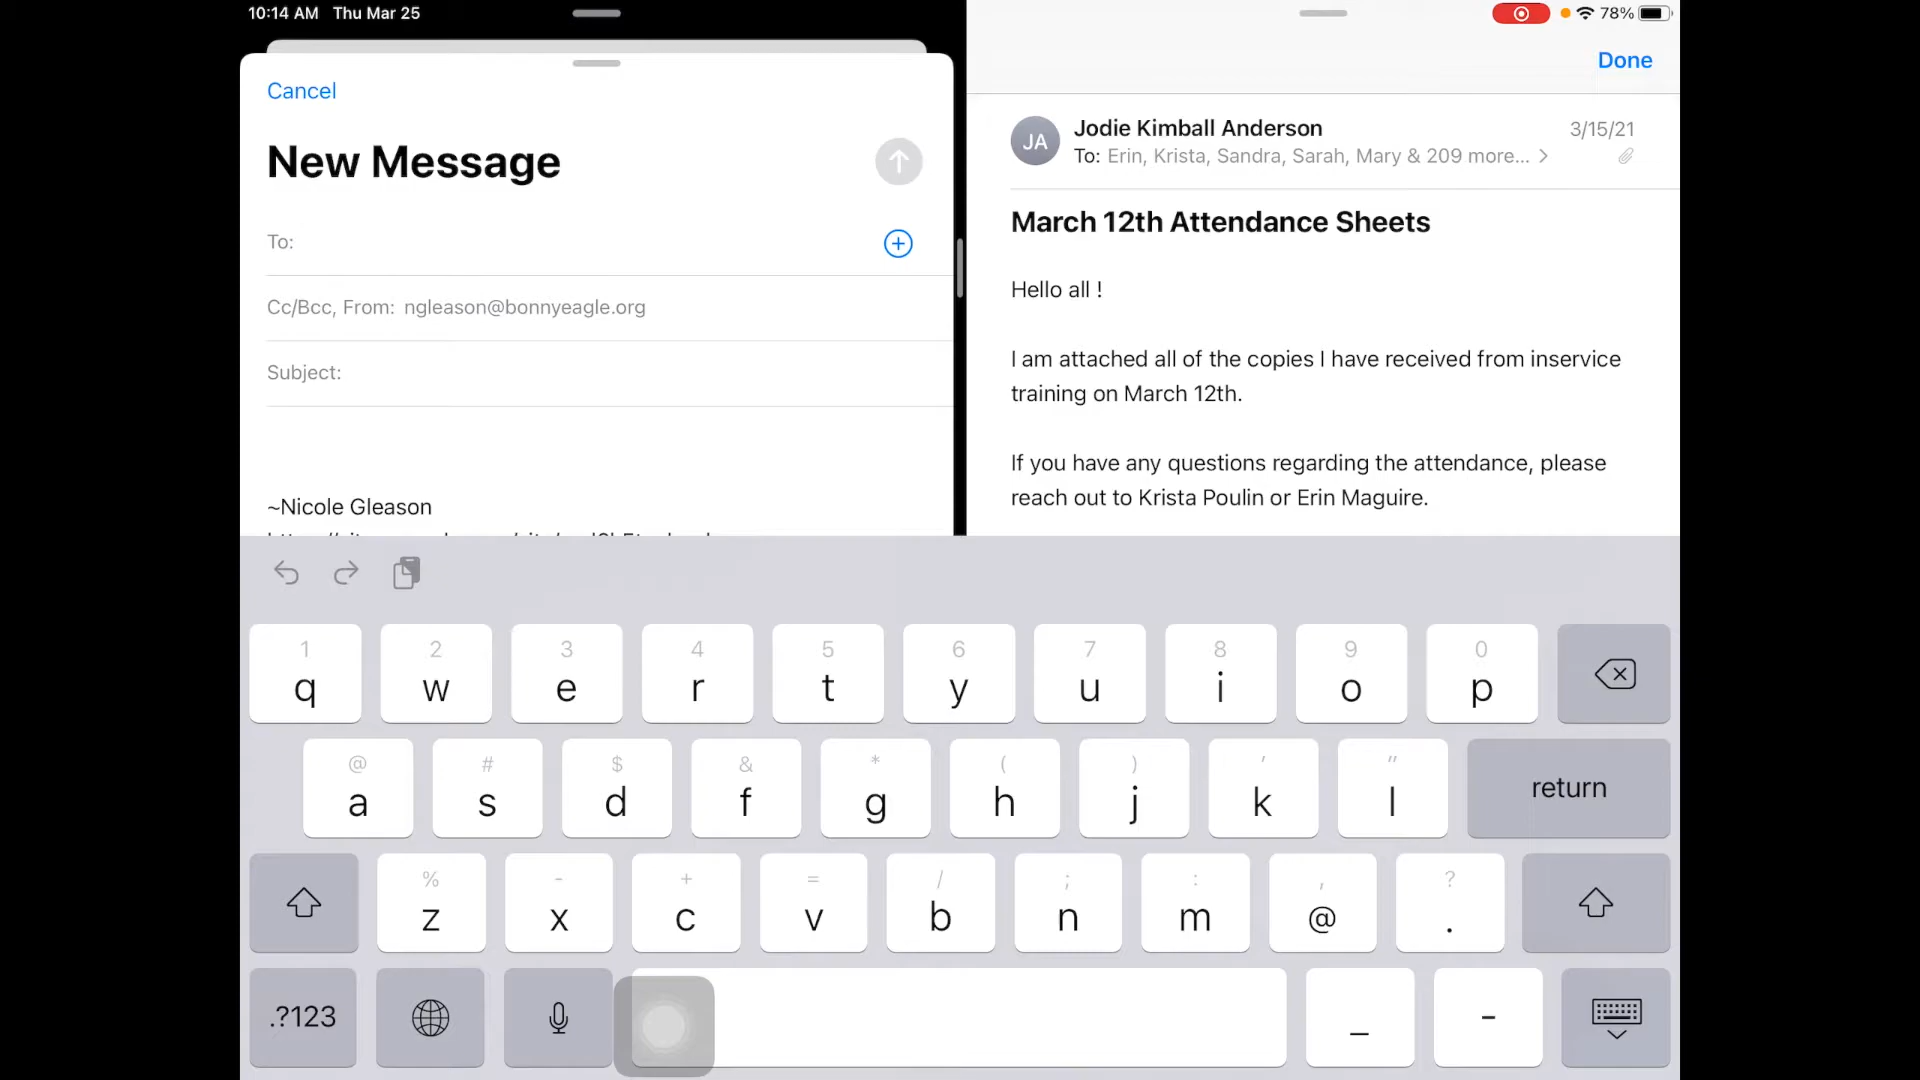 10:14 AM Thu Mar 25
78%
Cancel
New Message
To:
Cc/Bcc, From: ngleason@bonnyeagle.org
Subject:
~Nicole Gleason
Done
JA
Jodie Kimball Anderson
3/15/21
To: Erin, Krista, Sandra, Sarah, Mary & 209 more...
March 12th Attendance Sheets
Hello all !
I am attached all of the copies I have received from inservice
training on March 12th.
If you have any questions regarding the attendance, please
reach out to Krista Poulin or Erin Maguire.
1 2 3 4 5 6 7 8 9 0
q w e r t y u i o p
@ # $ & * ( ) ' "
a s d f g h j k l return
% - + = / ; : , ?
z x c v b n m @ .
.?123 _ -